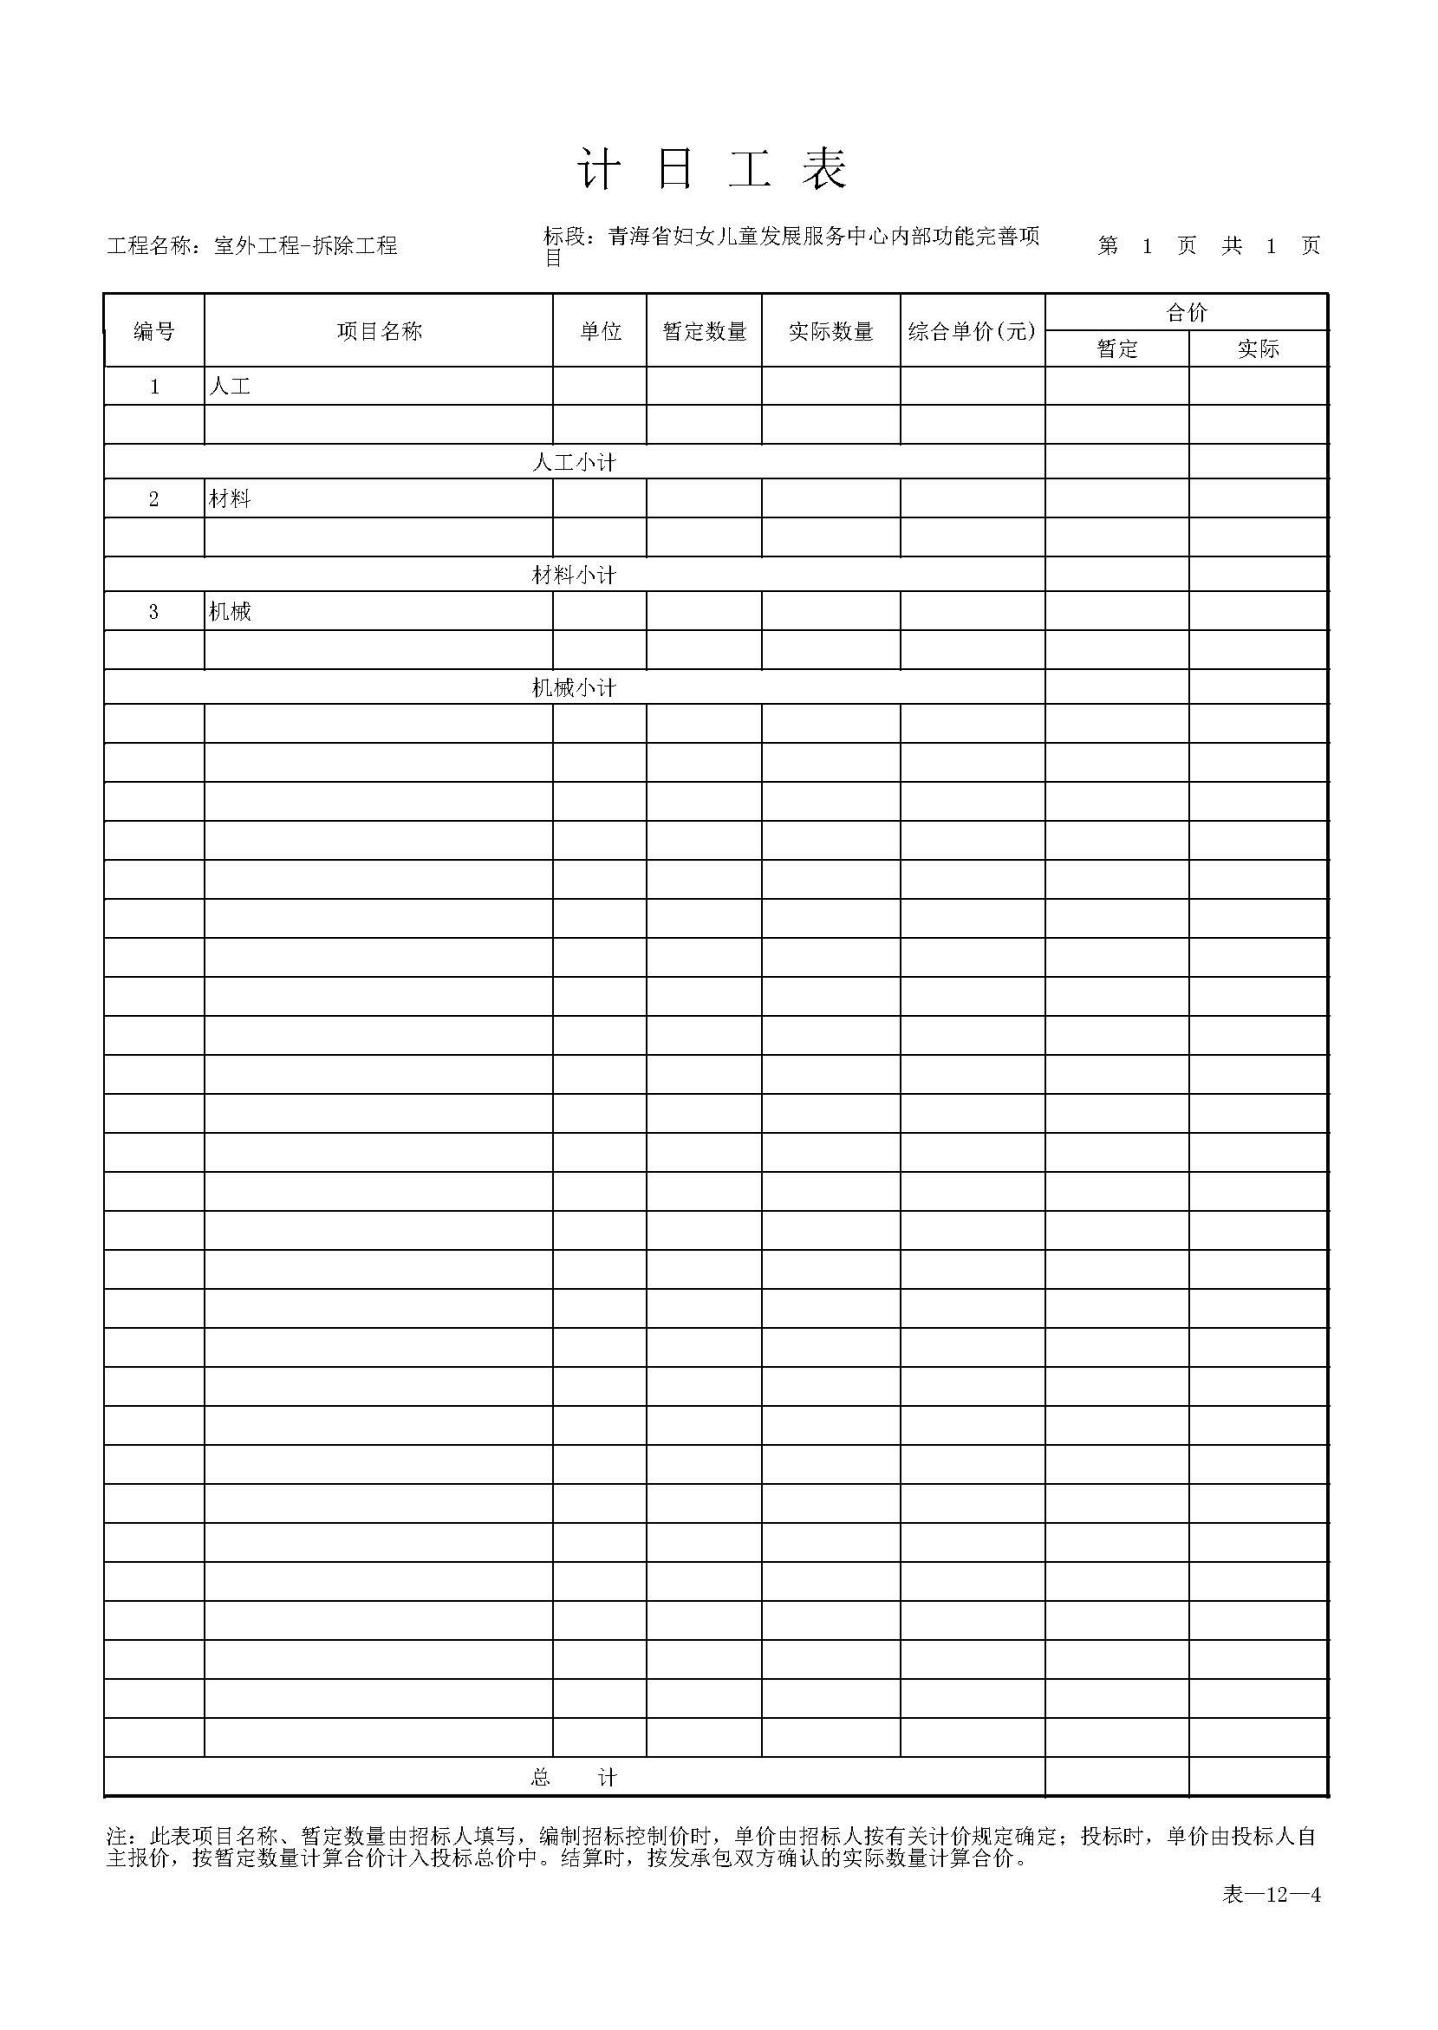 计 日 工 表
工程名称：室外工程-拆除工程
标段：青海省妇女儿童发展服务中心内部功能完善项
目
第 1 页 共 1 页
编号 项目名称 单位 暂定数量 实际数量 综合单价(元) 合价
暂定 实际
1 人工
人工小计
2 材料
材料小计
3 机械
机械小计
总 计
注：此表项目名称、暂定数量由招标人填写，编制招标控制价时，单价由招标人按有关计价规定确定；投标时，单价由投标人自
主报价，按暂定数量计算合价计入投标总价中。结算时，按发承包双方确认的实际数量计算合价。
表—12—4